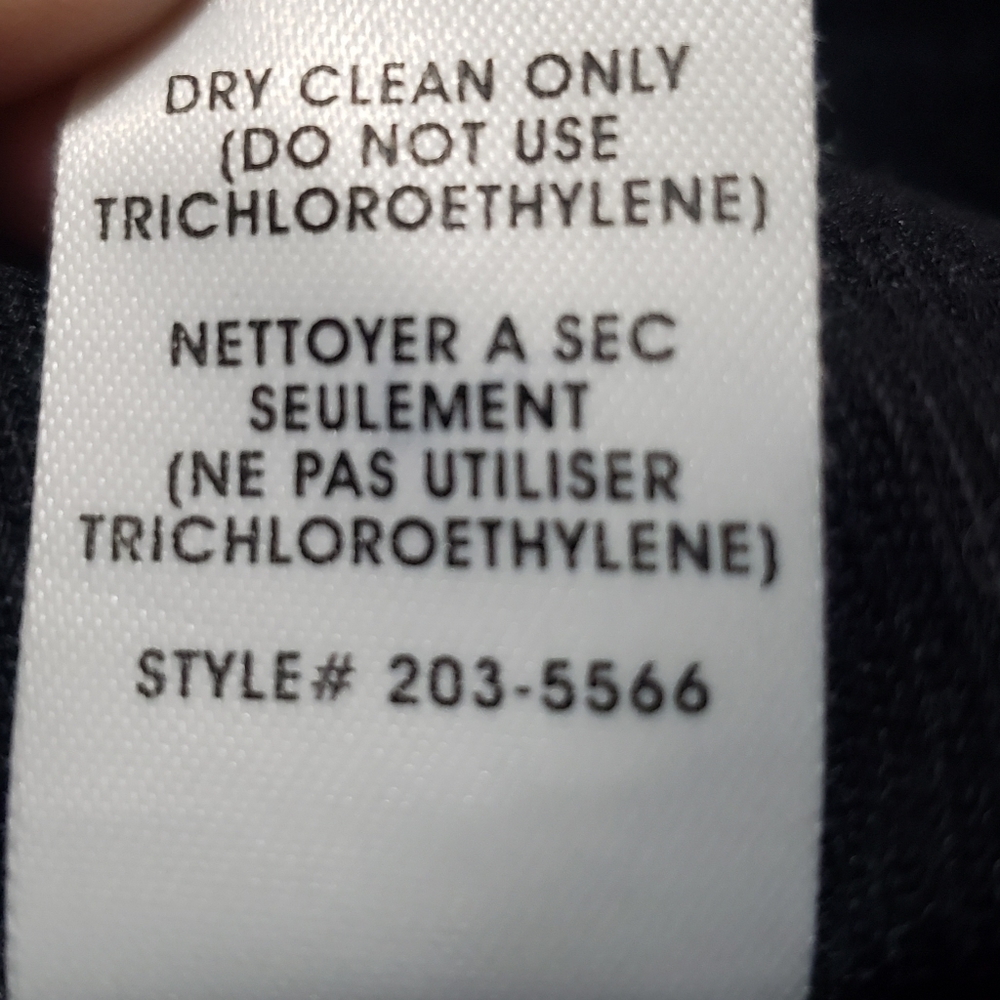 DRY CLEAN ONLY
(DO NOT USE
TRICHLOROETHYLENE)
NETTOYER A SEC
SEULEMENT
(NE PAS UTILISER
TRICHLOROETHYLENE)
STYLE# 203-5566